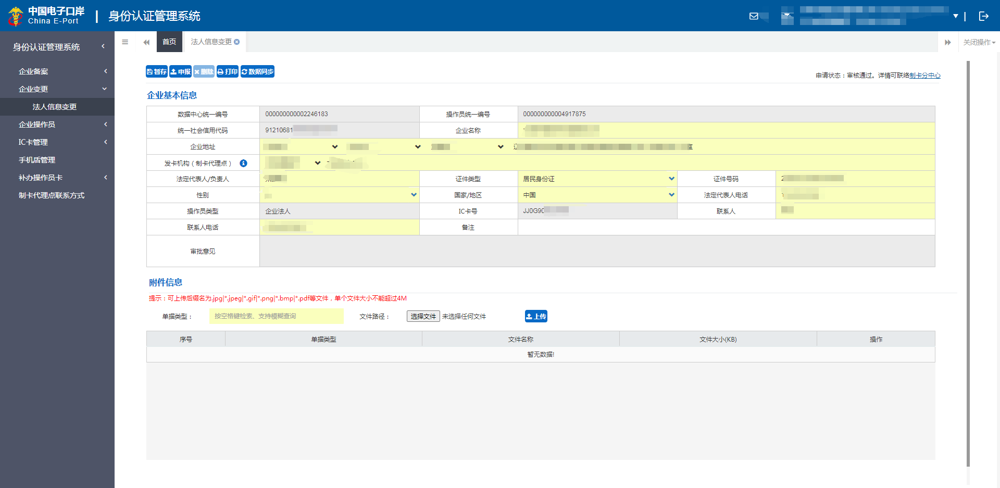 中国电子口岸
China E-Port
身份认证管理系统
身份认证管理系统
企业备案
企业变更
法人信息变更
企业操作员
IC卡管理
手机盾管理
补办操作员卡
制卡代理点联系方式
首页
法人信息变更
关闭操作
暂存
申报
删除
打印
数据同步
申请状态：审核通过。详情可联络制卡分中心
企业基本信息
数据中心统一编号 000000000002246183 操作员统一编号 000000000004917875
统一社会信用代码 91210681 企业名称
企业地址 室
发卡机构（制卡代理点）
法定代表人/负责人 证件类型 居民身份证 证件号码 2
性别 国家/地区 中国 法定代表人电话
操作员类型 企业法人 IC卡号 JJ0G90 联系人
联系人电话 备注
审批意见
附件信息
提示：可上传后缀名为.jpg|*.jpeg|*.gif|*.png|*.bmp|*.pdf等文件，单个文件大小不能超过4M
单据类型： 按空格键检索、支持模糊查询 文件路径： 选择文件 未选择任何文件 上传
序号 单据类型 文件名称 文件大小(KB) 操作
暂无数据!